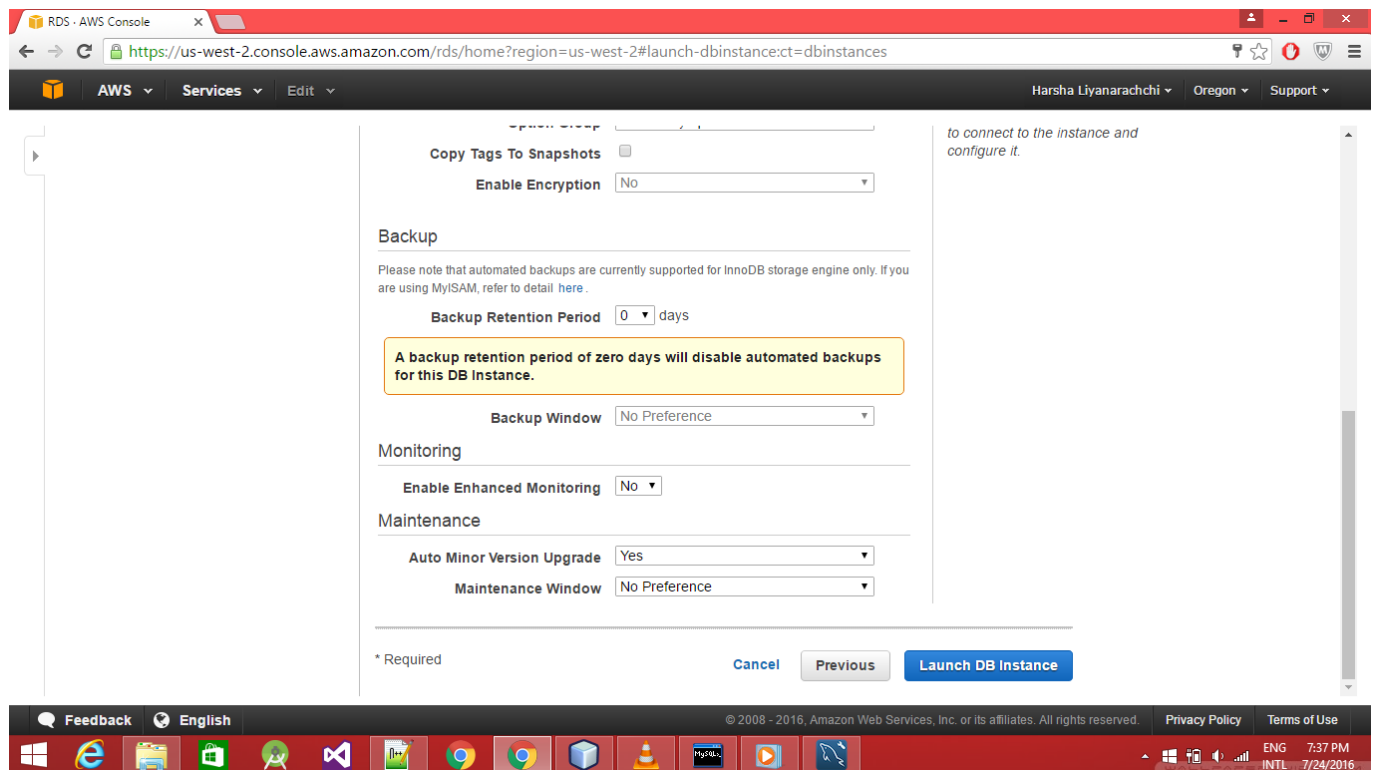 RDS · AWS Console
https://us-west-2.console.aws.amazon.com/rds/home?region=us-west-2#launch-dbinstance:ct=dbinstances
AWS Services Edit Harsha Liyanarachchi Oregon Support
Option Group
to connect to the instance and
configure it.
Copy Tags To Snapshots
Enable Encryption No
Backup
Please note that automated backups are currently supported for InnoDB storage engine only. If you
are using MyISAM, refer to detail here .
Backup Retention Period 0 days
A backup retention period of zero days will disable automated backups
for this DB Instance.
Backup Window No Preference
Monitoring
Enable Enhanced Monitoring No
Maintenance
Auto Minor Version Upgrade Yes
Maintenance Window No Preference
* Required Cancel Previous Launch DB Instance
Feedback English © 2008 - 2016, Amazon Web Services, Inc. or its affiliates. All rights reserved. Privacy Policy Terms of Use
ENG 7:37 PM
INTL 7/24/2016